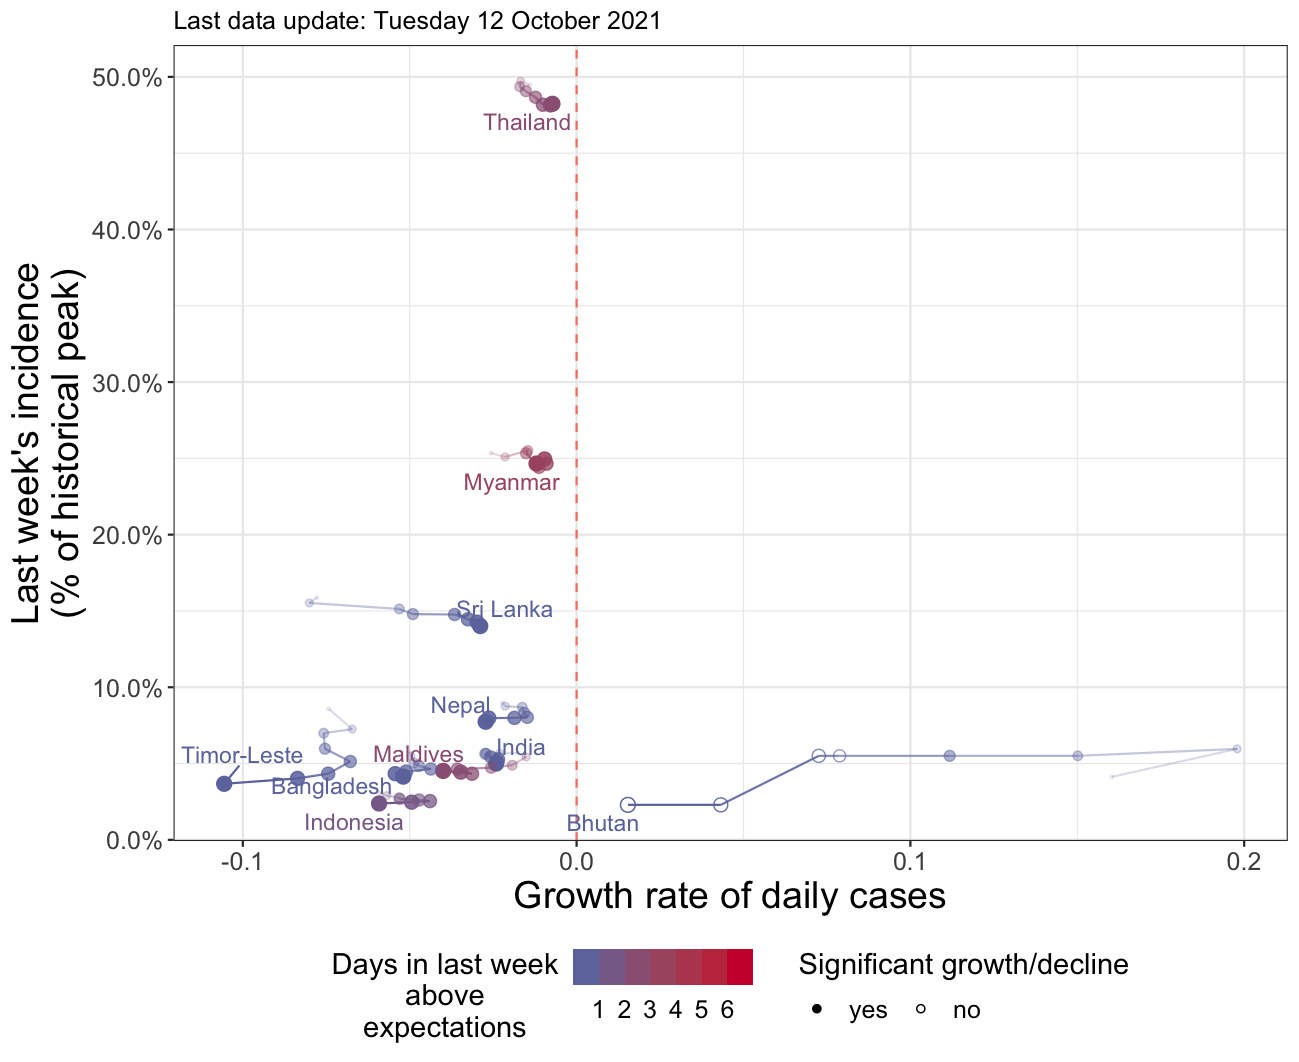 Last data update: Tuesday 12 October 2021
Last week's incidence
(% of historical peak)
50.0%
40.0%
30.0%
20.0%
10.0%
0.0%
Thailand
Myanmar
Sri Lanka
Nepal
India
Timor-Leste
Maldives
Bangladesh
Indonesia
Bhutan
-0.1 0.0 0.1 0.2
Growth rate of daily cases
Days in last week
above
expectations
1 2 3 4 5 6
Significant growth/decline
yes no